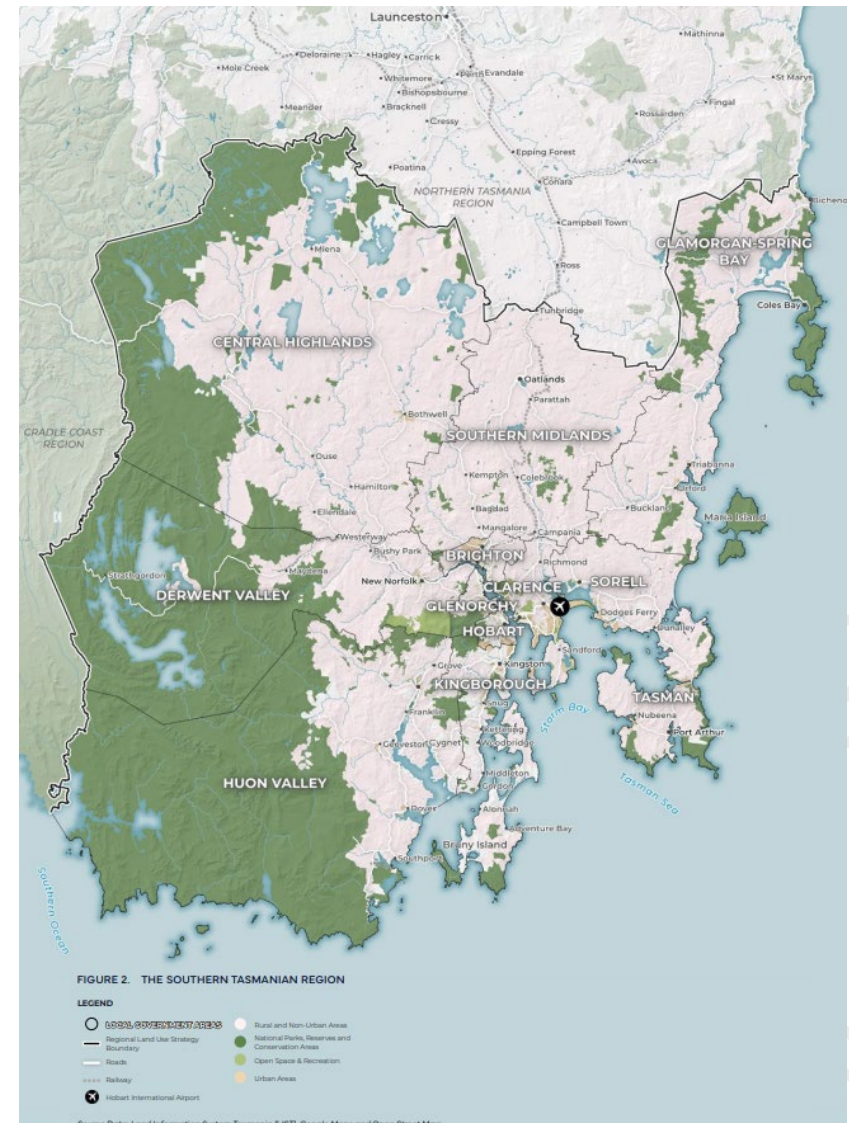 Launceston
Mathinna
Deloraine
Hagley
Carrick
Mole Creek
Whitemore
Perth
Evandale
St Marys
Bishopsbourne
Meander
Bracknell
Fingal
Cressy
Rossarden
Epping Forest
Avoca
Poatina
Conara
NORTHERN TASMANIA
REGION
Bicheno
Campbell Town
Miena
GLAMORGAN-SPRING
BAY
Ross
Coles Bay
Tunbridge
CENTRAL HIGHLANDS
Oatlands
Parattah
Bothwell
CRADLE COAST
REGION
SOUTHERN MIDLANDS
Ouse
Triabunna
Kempton
Colebrook
Hamilton
Orford
Buckland
Maria Island
Ellendale
Bagdad
Mangalore
Campania
Westerway
Bushy Park
BRIGHTON
Richmond
Strathgordon
Maydena
New Norfolk
CLARENCE
SORELL
DERWENT VALLEY
GLENORCHY
Dodges Ferry
HOBART
Dunalley
Sandford
Grove
Kingston
KINGBOROUGH
TASMAN
Franklin
Snug
Storm Bay
Nubeena
Port Arthur
Kettering
Geeveston
Cygnet
Woodbridge
HUON VALLEY
Middleton
Gordon
Tasman Sea
Dover
Alonnah
Adventure Bay
Bruny Island
Southport
Southern Ocean
FIGURE 2. THE SOUTHERN TASMANIAN REGION
LEGEND
LOCAL GOVERNMENT AREAS
Rural and Non-Urban Areas
Regional Land Use Strategy
Boundary
National Parks, Reserves and
Conservation Areas
Roads
Open Space & Recreation
Railway
Urban Areas
Hobart International Airport